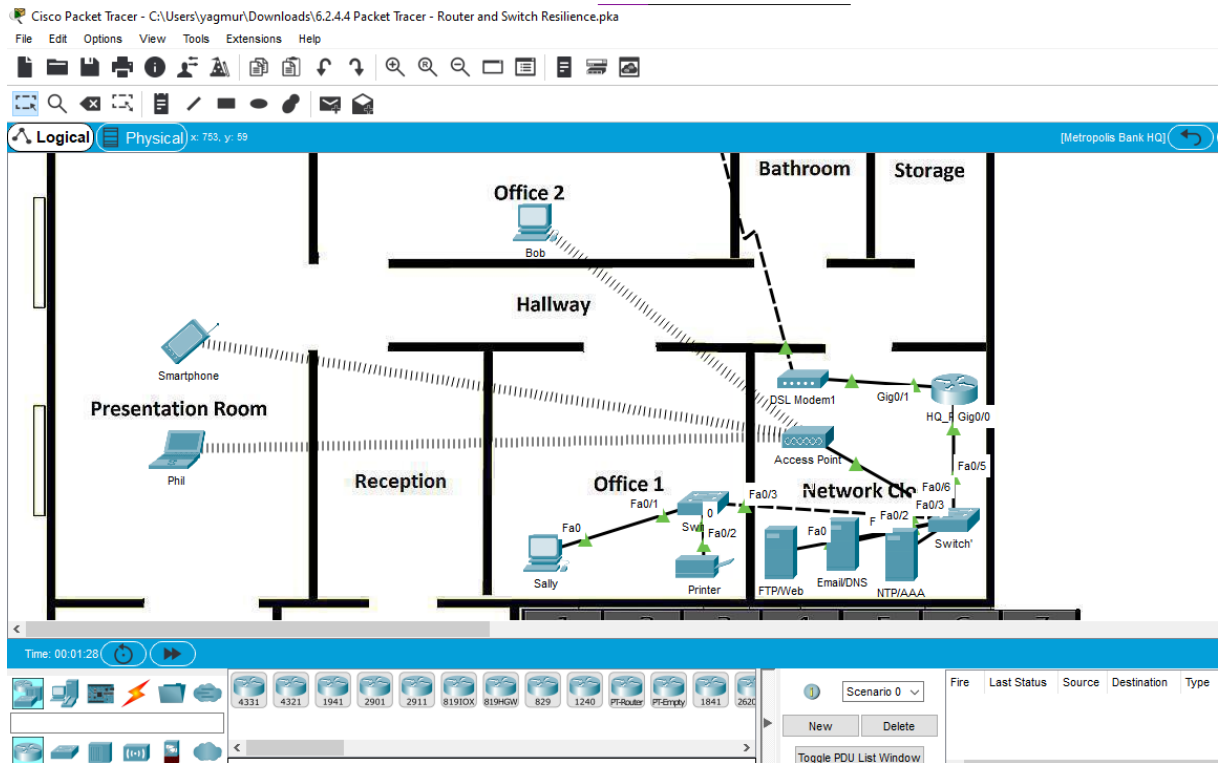 Cisco Packet Tracer - C:\Users\yagmur\Downloads\6.2.4.4 Packet Tracer - Router and Switch Resilience.pka
File Edit Options View Tools Extensions Help
Logical Physical x: 753, y: 59 [Metropolis Bank HQ]
Bathroom Storage
Office 2
Bob
Hallway
Smartphone
DSL Modem1 Gig0/1
HQ_ Gig0/0
Presentation Room
Phil
Access Point
Fa0/5
Reception
Office 1
Network Clo
Fa0/6
Fa0/3
Fa0/3
Fa0/1
Swi 0
Fa0/2
F Fa0/2
Switch'
Fa0
Fa0
Sally
Printer
FTP/Web
Email/DNS
NTP/AAA
Time: 00:01:28
4331 4321 1941 2901 2911 819IOX 819HGW 829 1240 PT-Router PT-Empty 1841 262
Scenario 0
New Delete
Toggle PDU List Window
Fire Last Status Source Destination Type